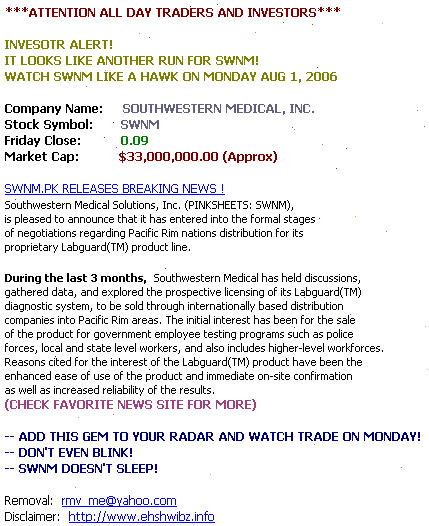 ***ATTENTION ALL DAY TRADERS AND INVESTORS***
INVESOTR ALERT!
IT LOOKS LIKE ANOTHER RUN FOR SWNM!
WATCH SWNM LIKE A HAWK ON MONDAY AUG 1, 2006
Company Name: SOUTHWESTERN MEDICAL, INC.
Stock Symbol: SWNM
Friday Close: 0.09
Market Cap: $33,000,000.00 (Approx)
SWNM.PK RELEASES BREAKING NEWS !
Southwestern Medical Solutions, Inc. (PINKSHEETS: SWNM),
is pleased to announce that it has entered into the formal stages
of negotiations regarding Pacific Rim nations distribution for its
proprietary Labguard(TM) product line.
During the last 3 months, Southwestern Medical has held discussions,
gathered data, and explored the prospective licensing of its Labguard(TM)
diagnostic system, to be sold through internationally based distribution
companies into Pacific Rim areas. The initial interest has been for the sale
of the product for government employee testing programs such as police
forces, local and state level workers, and also includes higher-level workforces.
Reasons cited for the interest of the Labguard(TM) product have been the
enhanced ease of use of the product and immediate on-site confirmation
as well as increased reliability of the results.
(CHECK FAVORITE NEWS SITE FOR MORE)
-- ADD THIS GEM TO YOUR RADAR AND WATCH TRADE ON MONDAY!
-- DON'T EVEN BLINK!
-- SWNM DOESN'T SLEEP!
Removal: rmv_me@yahoo.com
Disclaimer: http://www.ehshwibz.info